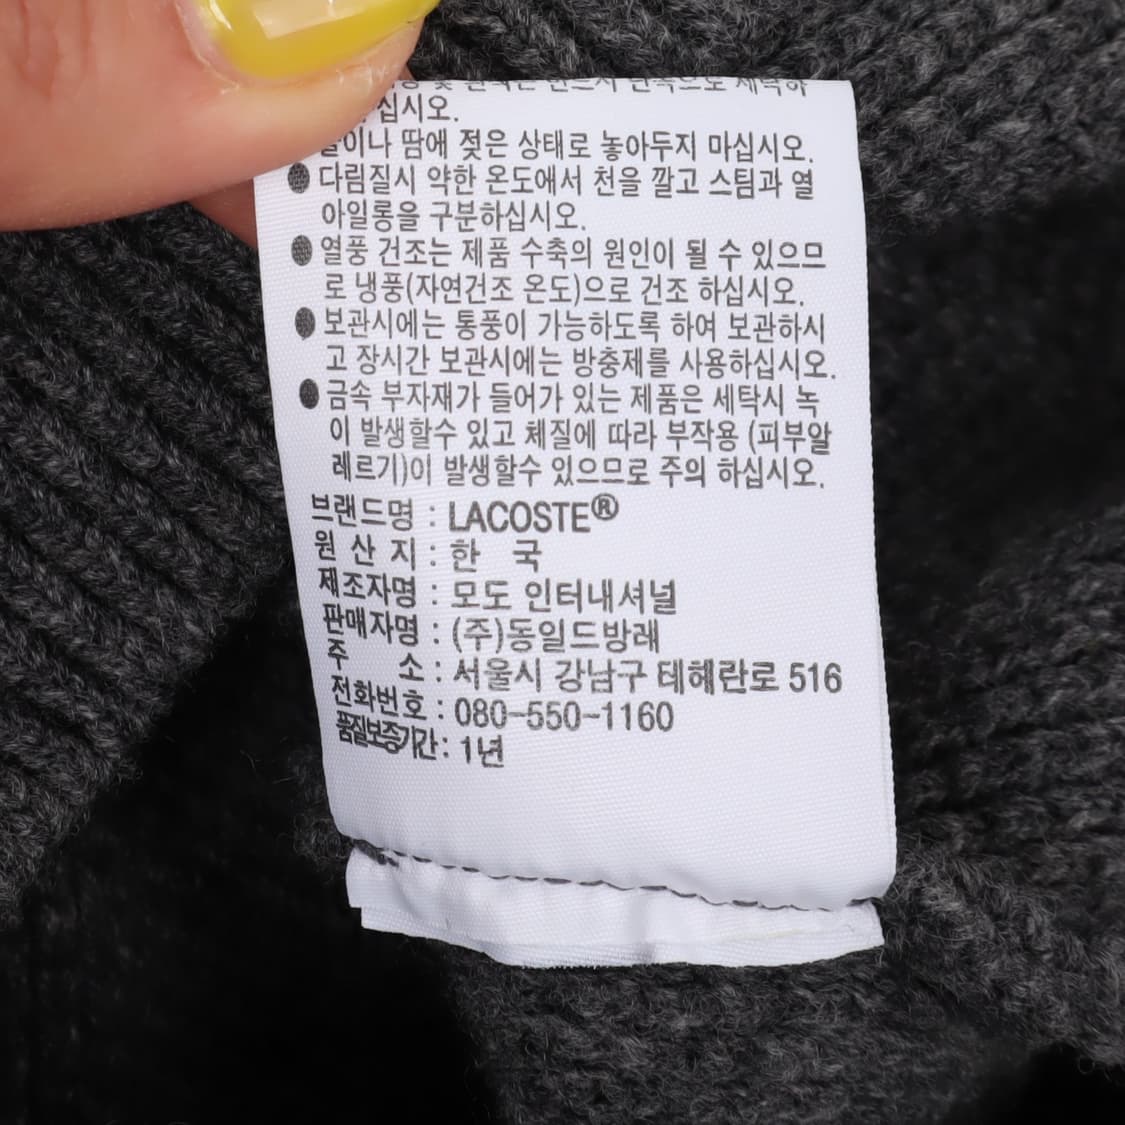 십시오.
이나 땀에 젖은 상태로 놓아두지 마십시오.
● 다림질시 약한 온도에서 천을 깔고 스팀과 열
아일롱을 구분하십시오.
● 열풍 건조는 제품 수축의 원인이 될 수 있으므
로 냉풍(자연건조 온도)으로 건조 하십시오.
● 보관시에는 통풍이 가능하도록 하여 보관하시
고 장시간 보관시에는 방충제를 사용하십시오.
● 금속 부자재가 들어가 있는 제품은 세탁시 녹
이 발생할수 있고 체질에 따라 부작용 (피부알
레르기)이 발생할수 있으므로 주의 하십시오.
브랜드명 : LACOSTE®
원 산 지 : 한 국
제조자명 : 모도 인터내셔널
판매자명 : (주)동일드방레
주 소 : 서울시 강남구 테헤란로 516
전화번호 : 080-550-1160
품질보증기간 : 1년